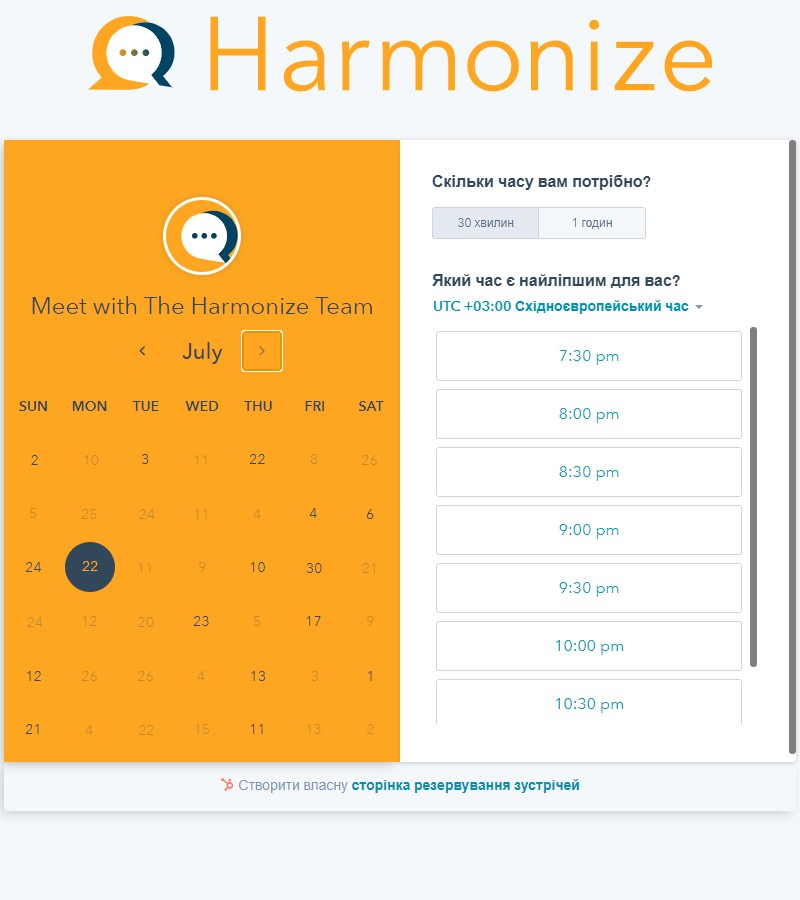 Harmonize
Meet with The Harmonize Team
July
SUN MON TUE WED THU FRI SAT
2 10 3 11 22 8 26
5 25 24 11 4 4 6
24 22 11 9 10 30 21
24 12 20 23 5 17 9
12 26 26 4 13 3 1
21 4 22 15 11 13 2
Скільки часу вам потрібно?
30 хвилин 1 годин
Який час є найліпшим для вас?
UTC +03:00 Східноєвропейський час
7:30 pm
8:00 pm
8:30 pm
9:00 pm
9:30 pm
10:00 pm
10:30 pm
Створити власну сторінка резервування зустрічей